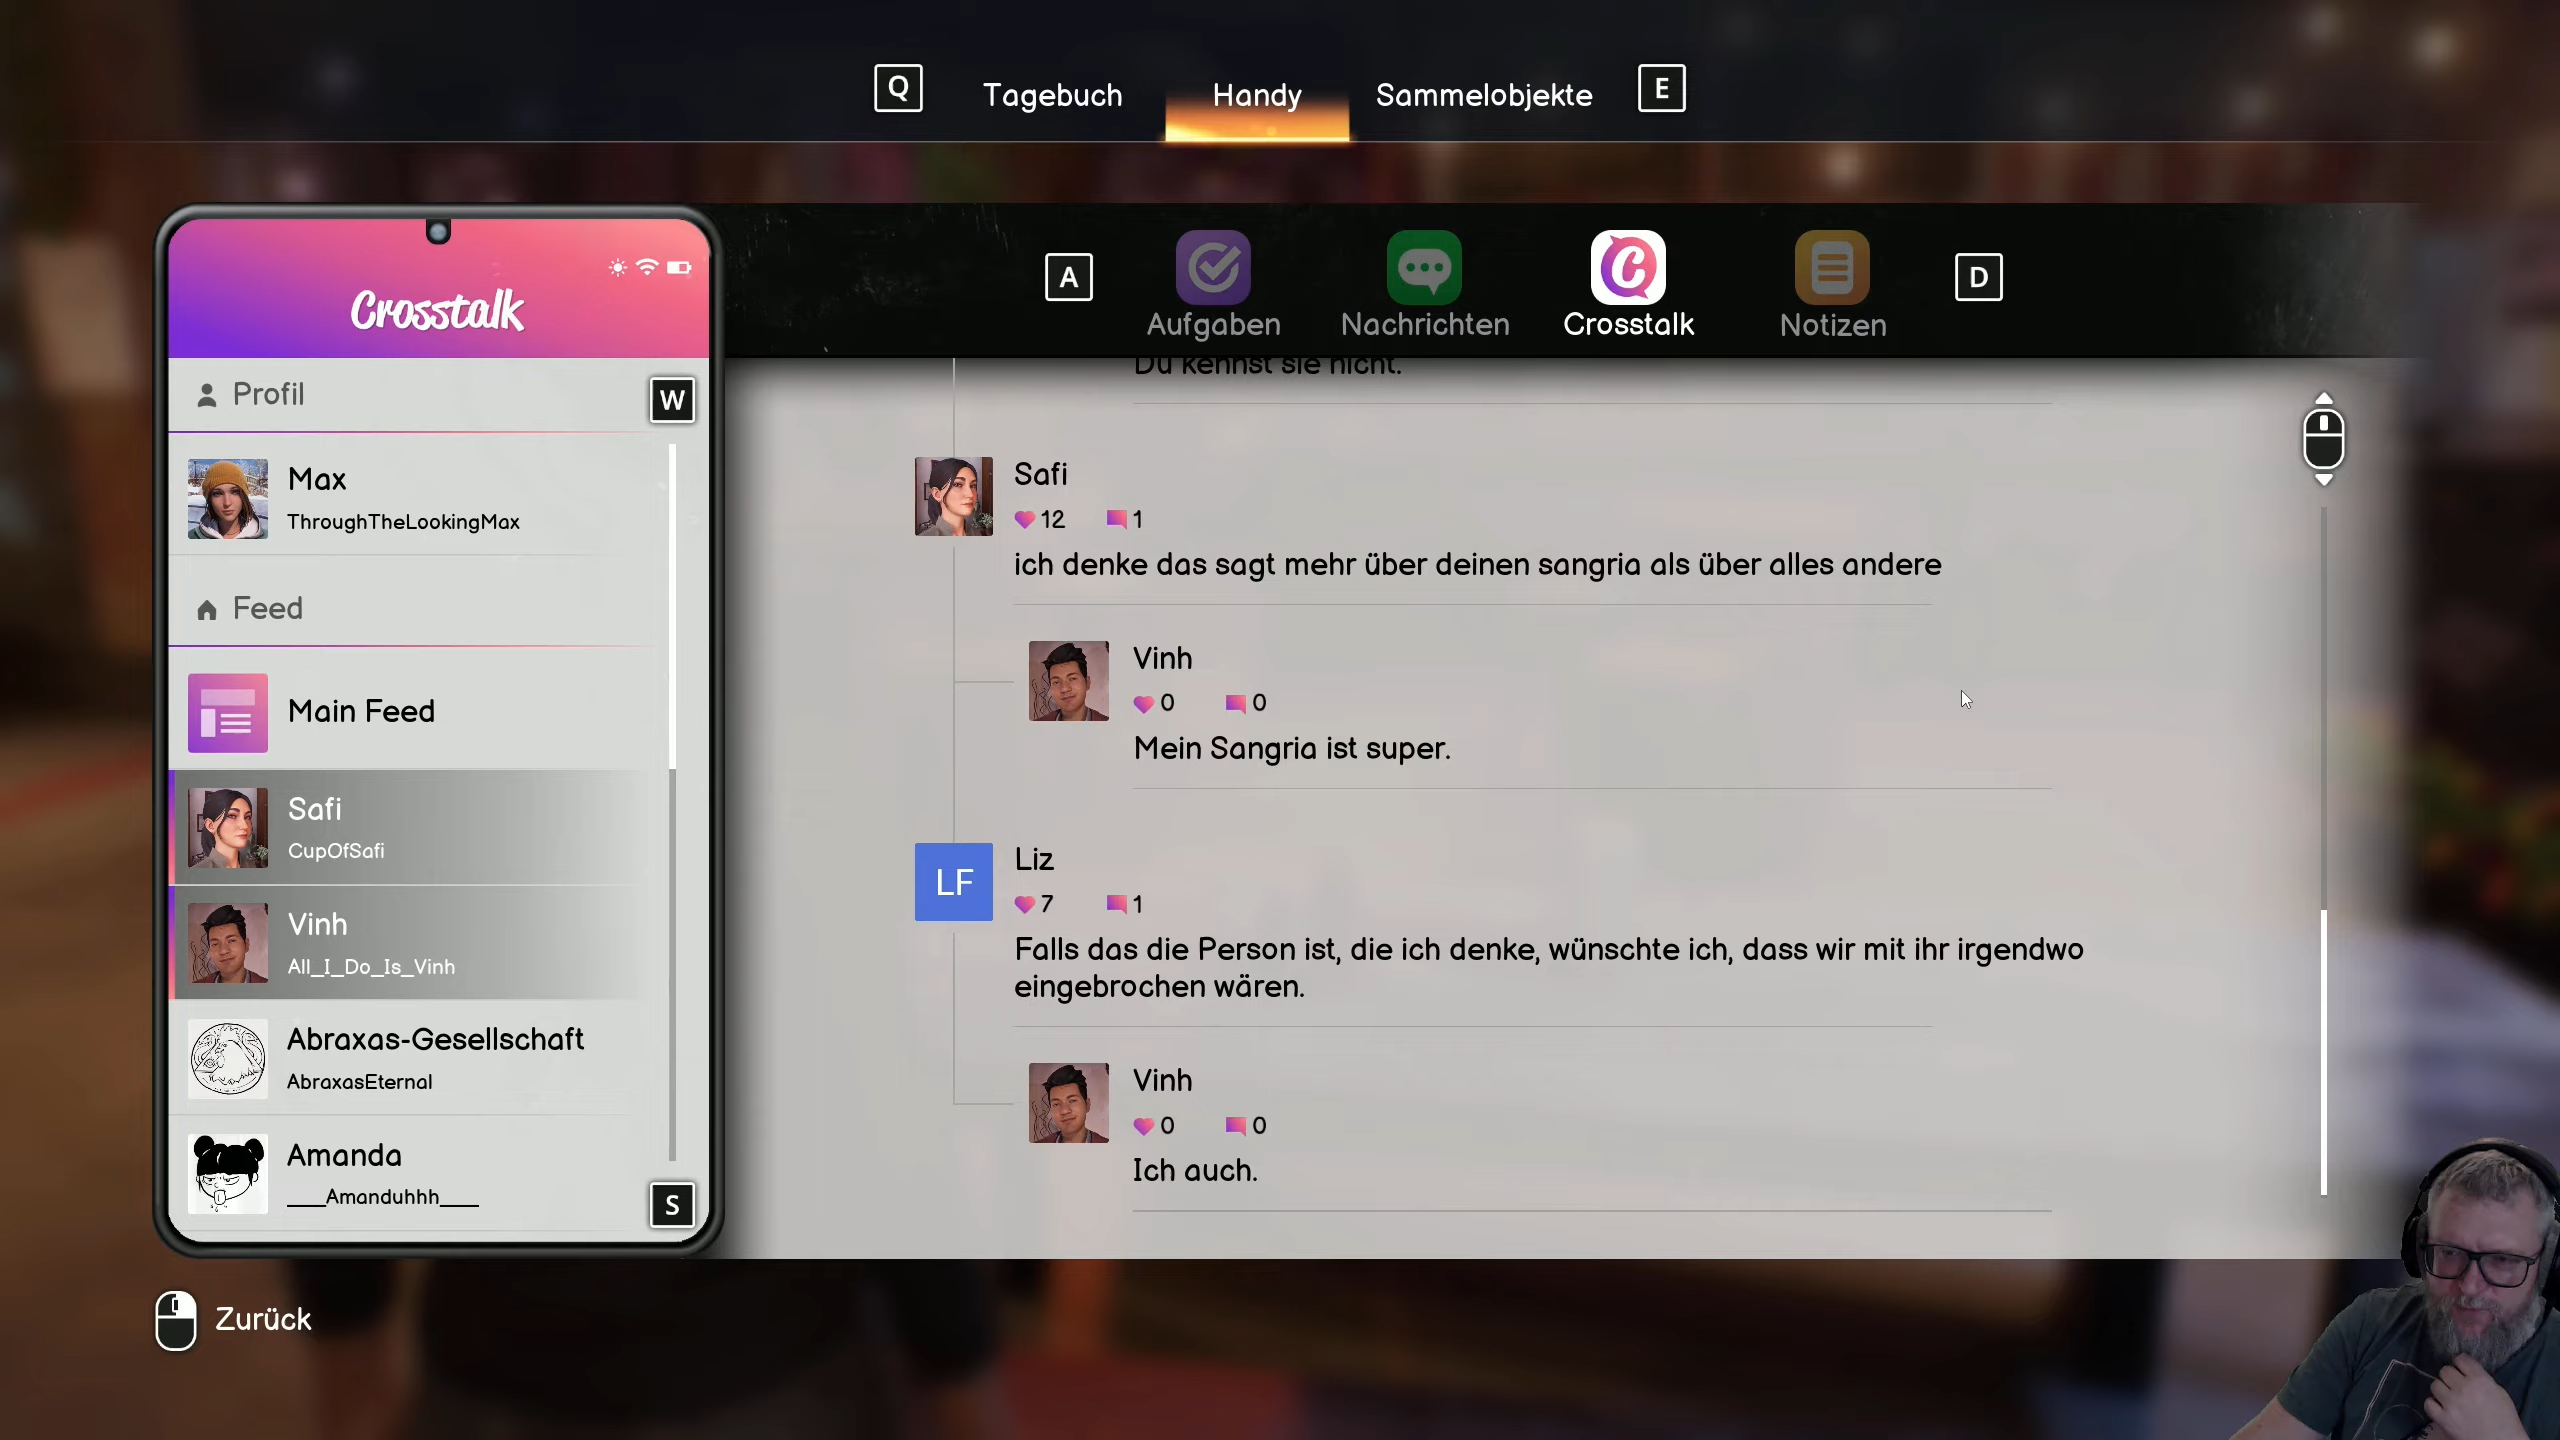 Q
Tagebuch
Handy
Sammelobjekte
E
Crosstalk
A
Aufgaben
Nachrichten
C
Crosstalk
Notizen
D
Profil
W
Max
ThroughTheLookingMax
Feed
Main Feed
Safi
CupOfSafi
Vinh
All_I_Do_Is_Vinh
Abraxas-Gesellschaft
AbraxasEternal
Amanda
___Amanduhhh___
S
Du kennst sie nicht.
Safi
12 1
ich denke das sagt mehr über deinen sangria als über alles andere
Vinh
0 0
Mein Sangria ist super.
LF
Liz
7 1
Falls das die Person ist, die ich denke, wünschte ich, dass wir mit ihr irgendwo
eingebrochen wären.
Vinh
0 0
Ich auch.
Zurück